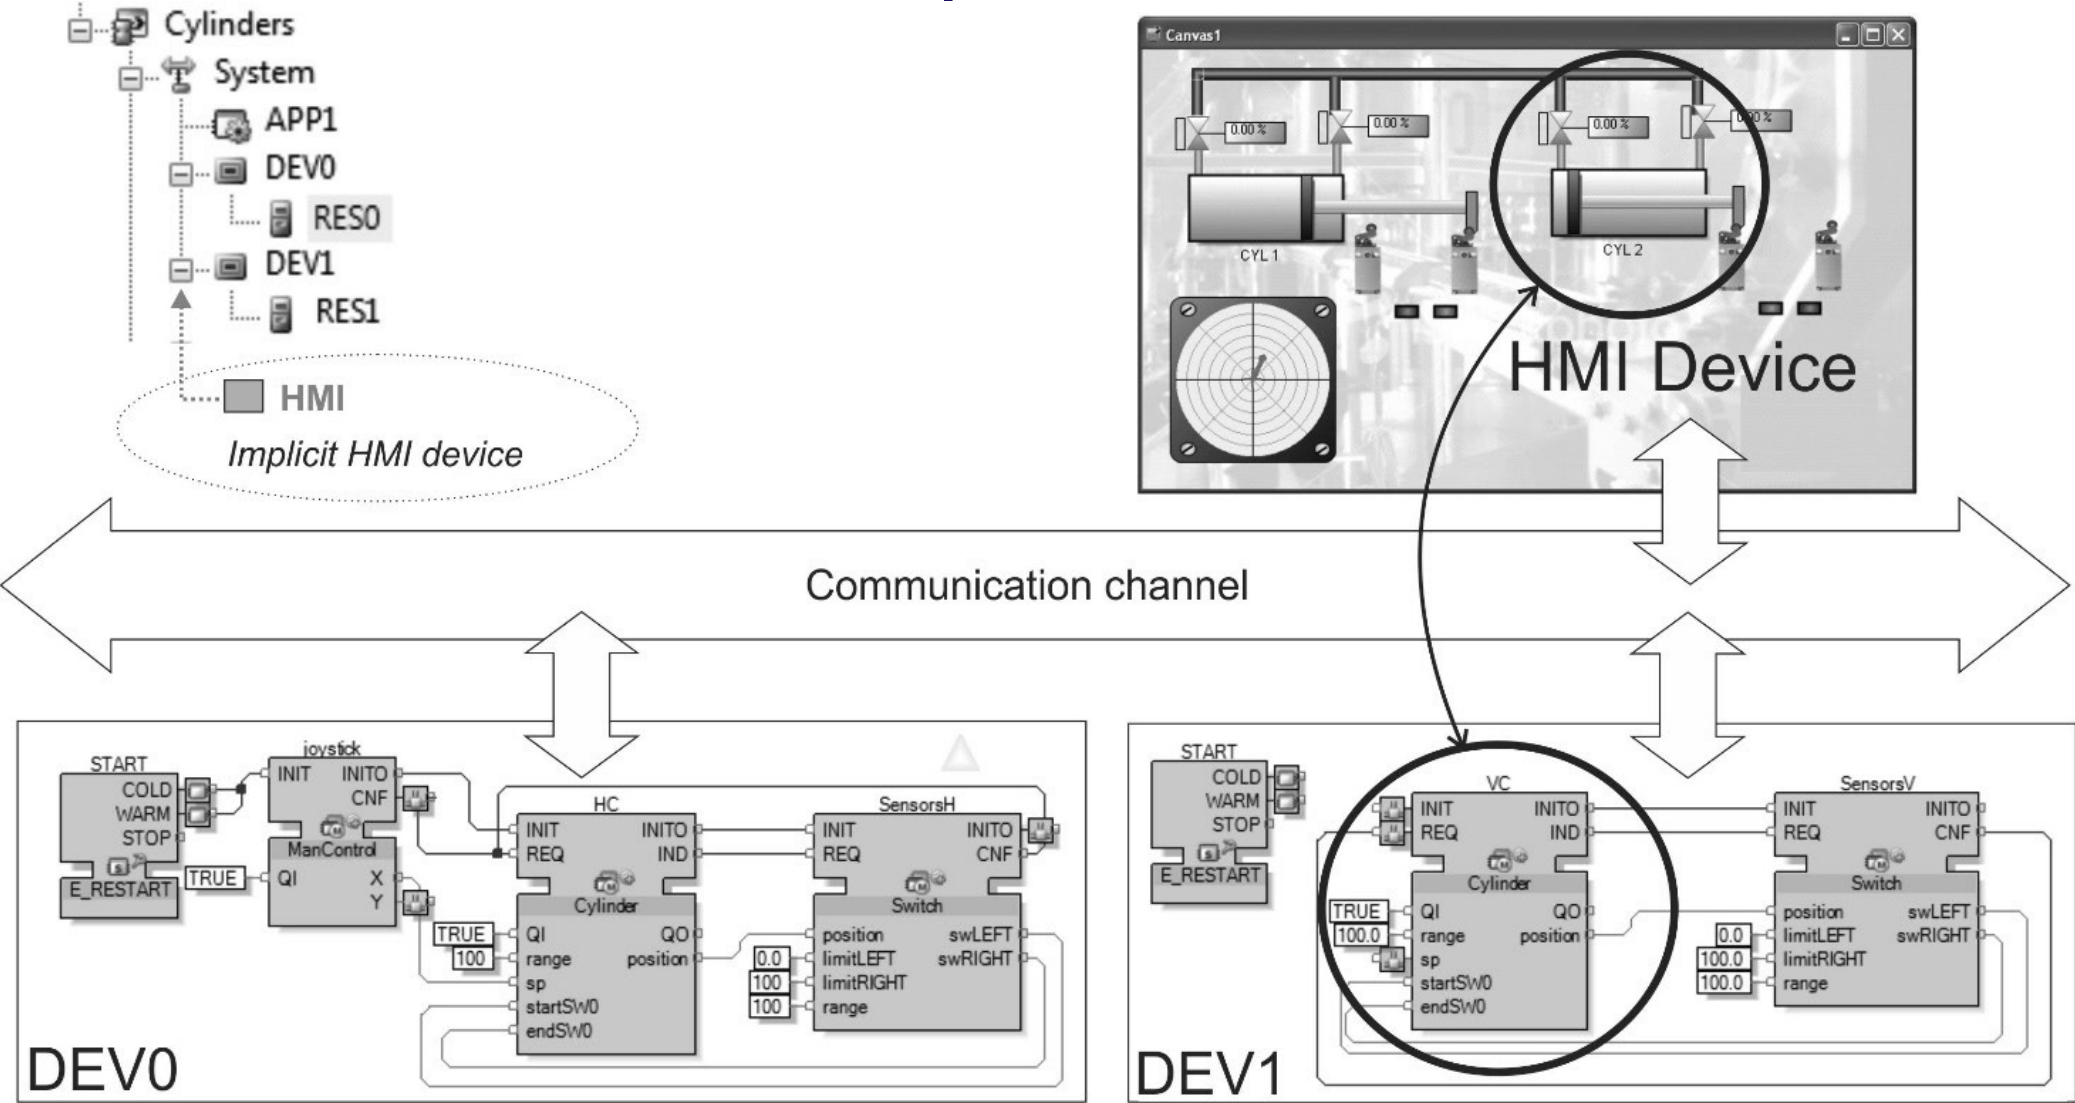 Cylinders
System
APP1
DEV0
RES0
DEV1
RES1
HMI
Implicit HMI device
Canvas1
0.00 %
0.00 %
0.00 %
0.00 %
CYL 1
CYL 2
HMI Device
Communication channel
START
COLD
WARM
STOP
E_RESTART
joystick
INIT INITO
CNF
ManControl
TRUE
QI X
Y
HC
INIT INITO
REQ IND
Cylinder
TRUE QI QO
100 range position
sp
startSW0
endSW0
SensorsH
INIT INITO
REQ CNF
Switch
position swLEFT
0.0 limitLEFT swRIGHT
100 limitRIGHT
100 range
DEV0
START
COLD
WARM
STOP
E_RESTART
VC
INIT INITO
REQ IND
Cylinder
TRUE QI QO
100.0 range position
sp
startSW0
endSW0
SensorsV
INIT INITO
REQ CNF
Switch
position swLEFT
0.0 limitLEFT swRIGHT
100.0 limitRIGHT
100.0 range
DEV1